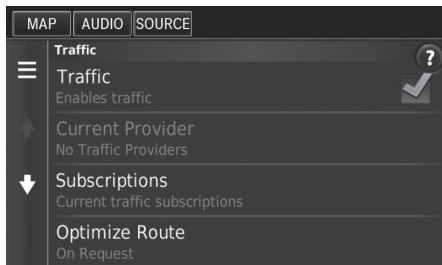 MAP AUDIO SOURCE
Traffic
?
Traffic
Enables traffic
Current Provider
No Traffic Providers
Subscriptions
Current traffic subscriptions
Optimize Route
On Request